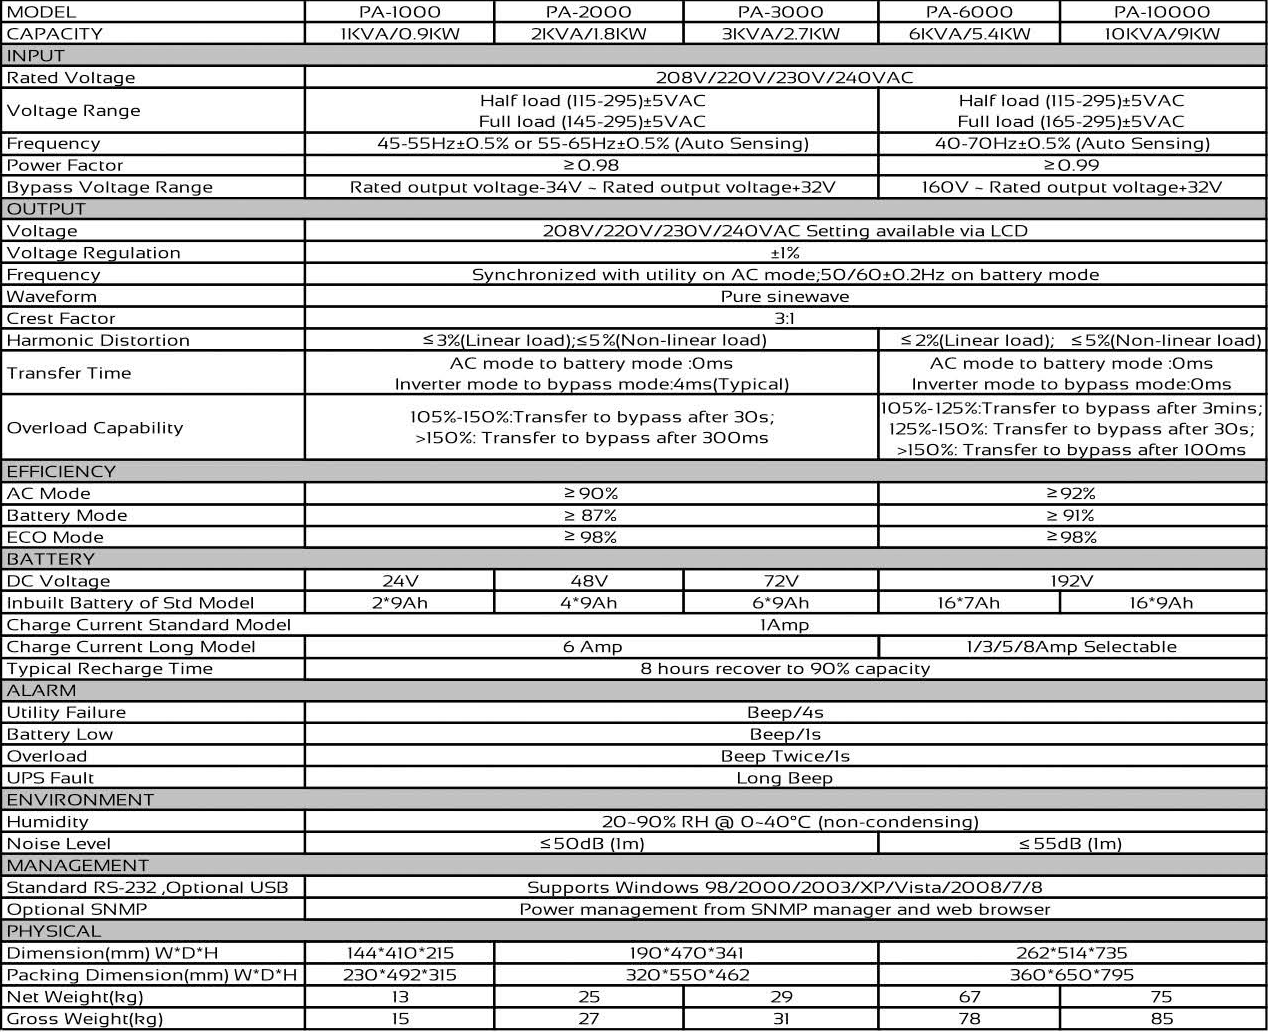 MODEL PA-1000 PA-2000 PA-3000 PA-6000 PA-10000
CAPACITY 1KVA/0.9KW 2KVA/1.8KW 3KVA/2.7KW 6KVA/5.4KW 10KVA/9KW
INPUT
Rated Voltage 208V/220V/230V/240VAC
Voltage Range
Half load (115-295)±5VAC Half load (115-295)±5VAC
Full load (145-295)±5VAC Full load (165-295)±5VAC
Frequency 45-55Hz±0.5% or 55-65Hz±0.5% (Auto Sensing) 40-70Hz±0.5% (Auto Sensing)
Power Factor ≥0.98 ≥0.99
Bypass Voltage Range Rated output voltage-34V ~ Rated output voltage+32V 160V ~ Rated output voltage+32V
OUTPUT
Voltage 208V/220V/230V/240VAC Setting available via LCD
Voltage Regulation ±1%
Frequency Synchronized with utility on AC mode;50/60±0.2Hz on battery mode
Waveform Pure sinewave
Crest Factor 3:1
Harmonic Distortion ≤3%(Linear load);≤5%(Non-linear load) ≤2%(Linear load); ≤5%(Non-linear load)
Transfer Time
AC mode to battery mode :0ms AC mode to battery mode :0ms
Inverter mode to bypass mode:4ms(Typical) Inverter mode to bypass mode:0ms
Overload Capability
105%-150%:Transfer to bypass after 30s;
>150%: Transfer to bypass after 300ms
105%-125%:Transfer to bypass after 3mins;
125%-150%: Transfer to bypass after 30s;
>150%: Transfer to bypass after 100ms
EFFICIENCY
AC Mode ≥90% ≥92%
Battery Mode ≥ 87% ≥ 91%
ECO Mode ≥ 98% ≥98%
BATTERY
DC Voltage 24V 48V 72V 192V
Inbuilt Battery of Std Model 2*9Ah 4*9Ah 6*9Ah 16*7Ah 16*9Ah
Charge Current Standard Model 1Amp
Charge Current Long Model 6 Amp 1/3/5/8Amp Selectable
Typical Recharge Time 8 hours recover to 90% capacity
ALARM
Utility Failure Beep/4s
Battery Low Beep/1s
Overload Beep Twice/1s
UPS Fault Long Beep
ENVIRONMENT
Humidity 20~90% RH @ 0~40°C (non-condensing)
Noise Level ≤50dB (1m) ≤55dB (1m)
MANAGEMENT
Standard RS-232 ,Optional USB Supports Windows 98/2000/2003/XP/Vista/2008/7/8
Optional SNMP Power management from SNMP manager and web browser
PHYSICAL
Dimension(mm) W*D*H 144*410*215 190*470*341 262*514*735
Packing Dimension(mm) W*D*H 230*492*315 320*550*462 360*650*795
Net Weight(kg) 13 25 29 67 75
Gross Weight(kg) 15 27 31 78 85